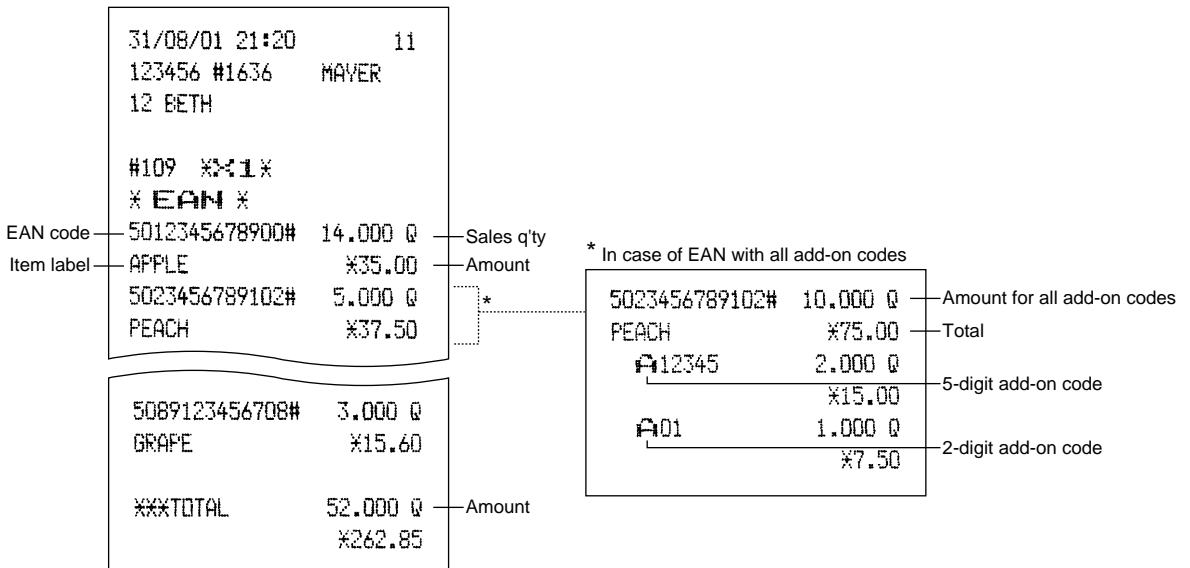 31/08/01 21:20 11
123456 #1636 MAYER
12 BETH
#109 *X1*
* EAN *
EAN code 5012345678900# 14.000 Q Sales q'ty
Item label APPLE *35.00 Amount
5023456789102# 5.000 Q *
PEACH *37.50
5089123456708# 3.000 Q
GRAPE *15.60
***TOTAL 52.000 Q Amount
*262.85
* In case of EAN with all add-on codes
5023456789102# 10.000 Q Amount for all add-on codes
PEACH *75.00 Total
A12345 2.000 Q
5-digit add-on code
*15.00
A01 1.000 Q
2-digit add-on code
*7.50